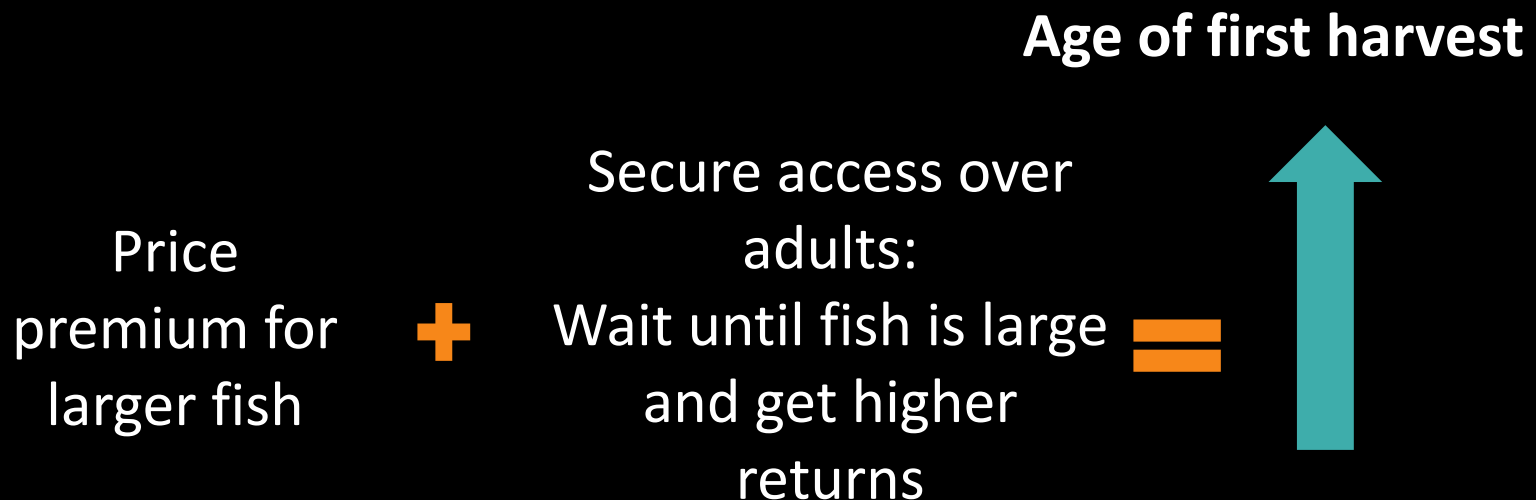 Age of first harvest
Price
premium for
larger fish
+
Secure access over
adults:
Wait until fish is large
and get higher
returns
=